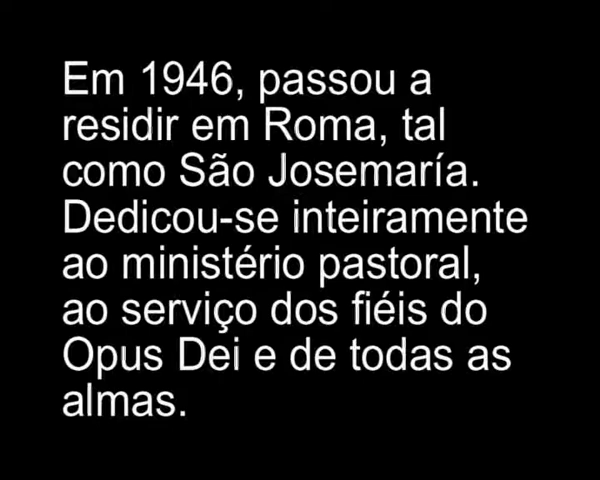 Em 1946, passou a
residir em Roma, tal
como São Josemaría.
Dedicou-se inteiramente
ao ministério pastoral,
ao serviço dos fiéis do
Opus Dei e de todas as
almas.